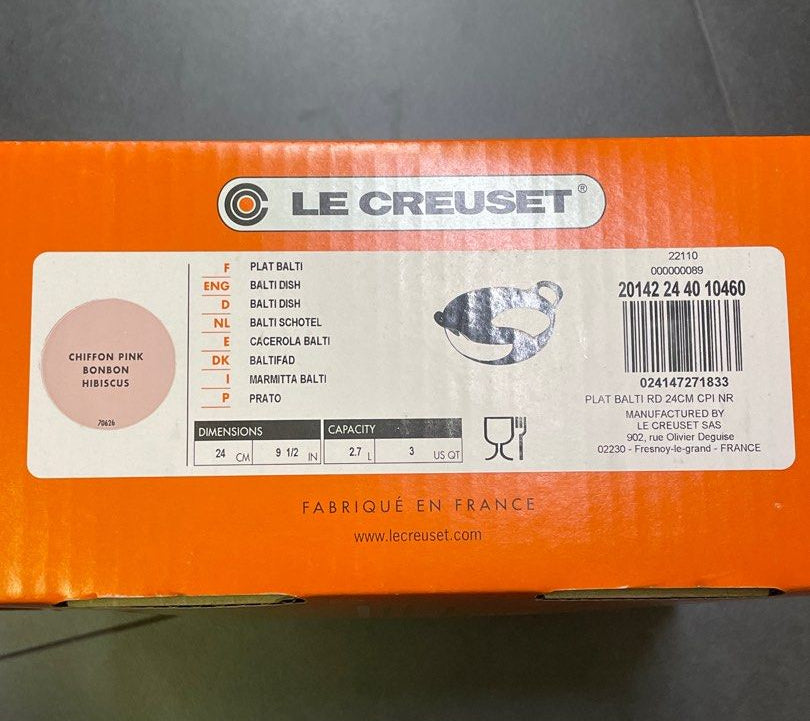 LE CREUSET®
CHIFFON PINK
BONBON
HIBISCUS
70626
F PLAT BALTI
ENG BALTI DISH
D BALTI DISH
NL BALTI SCHOTEL
E CACEROLA BALTI
DK BALTIFAD
I MARMITTA BALTI
P PRATO
DIMENSIONS CAPACITY
24 CM 9 1/2 IN 2.7 L 3 US QT
22110
000000089
20142 24 40 10460
024147271833
PLAT BALTI RD 24CM CPI NR
MANUFACTURED BY
LE CREUSET SAS
902, rue Olivier Deguise
02230 - Fresnoy-le-grand - FRANCE
FABRIQUÉ EN FRANCE
www.lecreuset.com